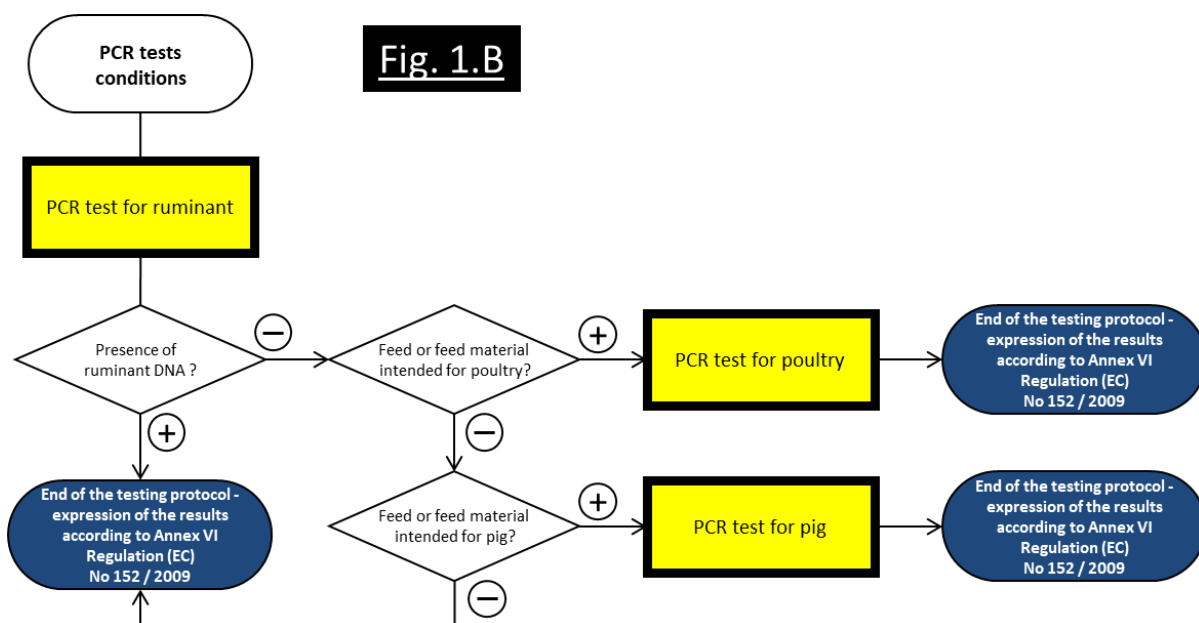 PCR tests
conditions
Fig. 1.B
PCR test for ruminant
Presence of
ruminant DNA ?
−
Feed or feed material
intended for poultry?
+
PCR test for poultry
End of the testing protocol -
expression of the results
according to Annex VI
Regulation (EC)
No 152 / 2009
+
−
End of the testing protocol -
expression of the results
according to Annex VI
Regulation (EC)
No 152 / 2009
Feed or feed material
intended for pig?
+
PCR test for pig
End of the testing protocol -
expression of the results
according to Annex VI
Regulation (EC)
No 152 / 2009
−